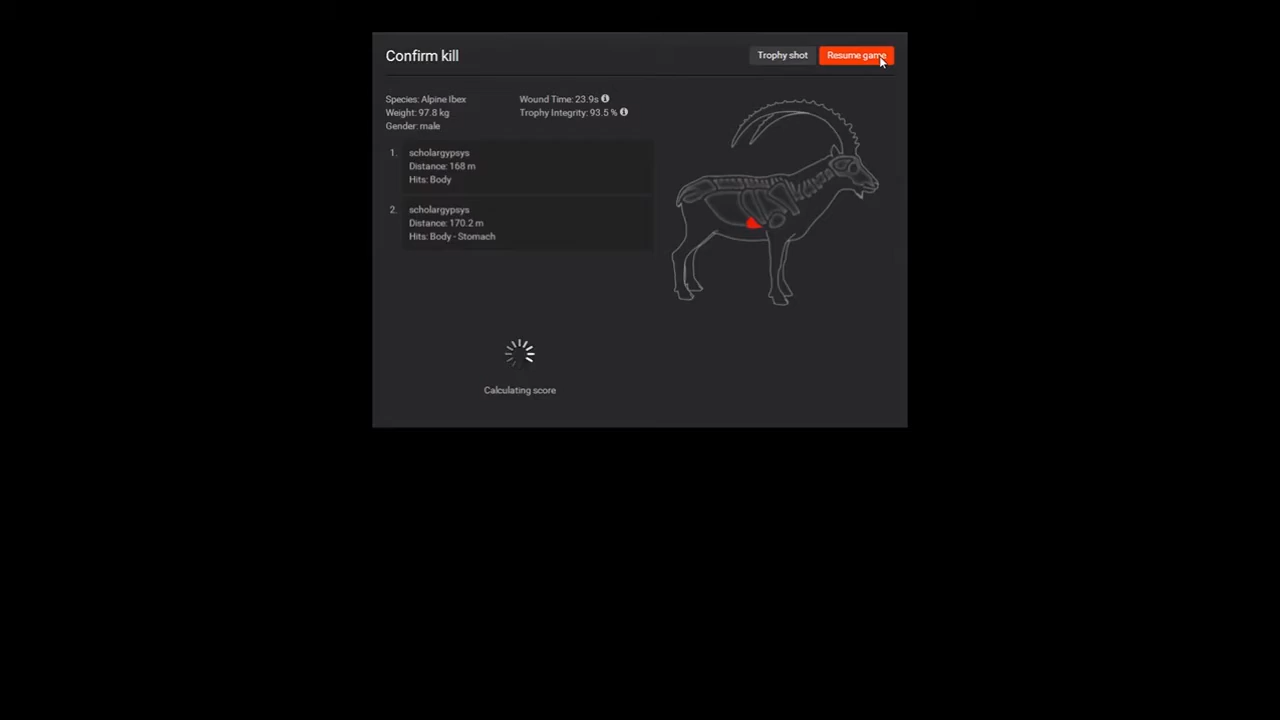 Confirm kill
Trophy shot
Resume game
Species: Alpine Ibex
Weight: 97.8 kg
Gender: male
Wound Time: 23.9s
Trophy Integrity: 93.5 %
1.
scholargypsys
Distance: 168 m
Hits: Body
2.
scholargypsys
Distance: 170.2 m
Hits: Body - Stomach
Calculating score